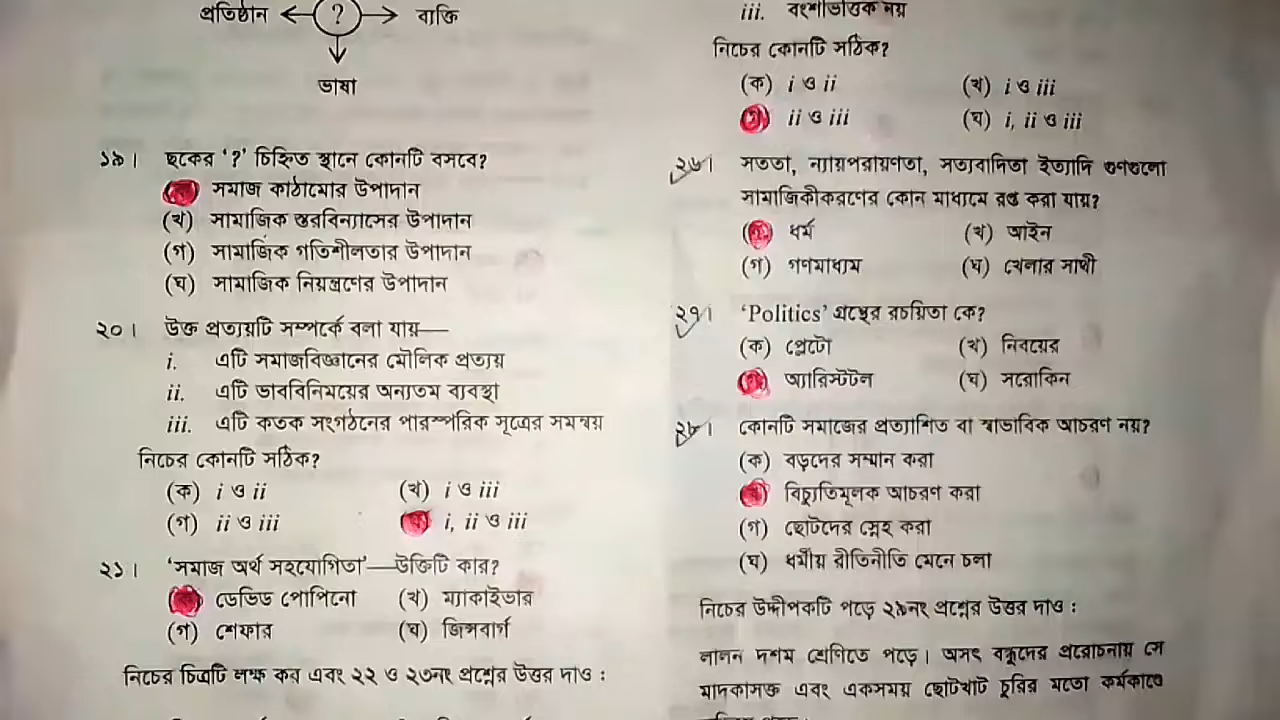 প্রতিষ্ঠান ? ব্যক্তি
ভাষা
১৯। ছকের ‘?’ চিহ্নিত স্থানে কোনটি বসবে?
সমাজ কাঠামোর উপাদান
(খ) সামাজিক স্তরবিন্যাসের উপাদান
(গ) সামাজিক গতিশীলতার উপাদান
(ঘ) সামাজিক নিয়ন্ত্রণের উপাদান
২০। উক্ত প্রত্যয়টি সম্পর্কে বলা যায়—
i. এটি সমাজবিজ্ঞানের মৌলিক প্রত্যয়
ii. এটি ভাববিনিময়ের অন্যতম ব্যবস্থা
iii. এটি কতক সংগঠনের পারস্পরিক সূত্রের সমন্বয়
নিচের কোনটি সঠিক?
(ক) i ও ii (খ) i ও iii
(গ) ii ও iii i, ii ও iii
২১। ‘সমাজ অর্থ সহযোগিতা’—উক্তিটি কার?
ডেভিড পোপিনো (খ) ম্যাকাইভার
(গ) শেফার (ঘ) জিন্সবার্গ
নিচের চিত্রটি লক্ষ কর এবং ২২ ও ২৩নং প্রশ্নের উত্তর দাও :
iii. বংশভিত্তিক নয়
নিচের কোনটি সঠিক?
(ক) i ও ii (খ) i ও iii
ii ও iii (ঘ) i, ii ও iii
২৬। সততা, ন্যায়পরায়ণতা, সত্যবাদিতা ইত্যাদি গুণগুলো
সামাজিকীকরণের কোন মাধ্যমে রপ্ত করা যায়?
ধর্ম (খ) আইন
(গ) গণমাধ্যম (ঘ) খেলার সাথী
২৭। ‘Politics’ গ্রন্থের রচয়িতা কে?
(ক) প্লেটো (খ) নিবয়ের
অ্যারিস্টটল (ঘ) সরোকিন
২৮। কোনটি সমাজের প্রত্যাশিত বা স্বাভাবিক আচরণ নয়?
(ক) বড়দের সম্মান করা
বিচ্যুতিমূলক আচরণ করা
(গ) ছোটদের স্নেহ করা
(ঘ) ধর্মীয় রীতিনীতি মেনে চলা
নিচের উদ্দীপকটি পড়ে ২৯নং প্রশ্নের উত্তর দাও :
লালন দশম শ্রেণিতে পড়ে। অসৎ বন্ধুদের প্ররোচনায় সে
মাদকাসক্ত এবং একসময় ছোটখাট চুরির মতো কর্মকাণ্ডে